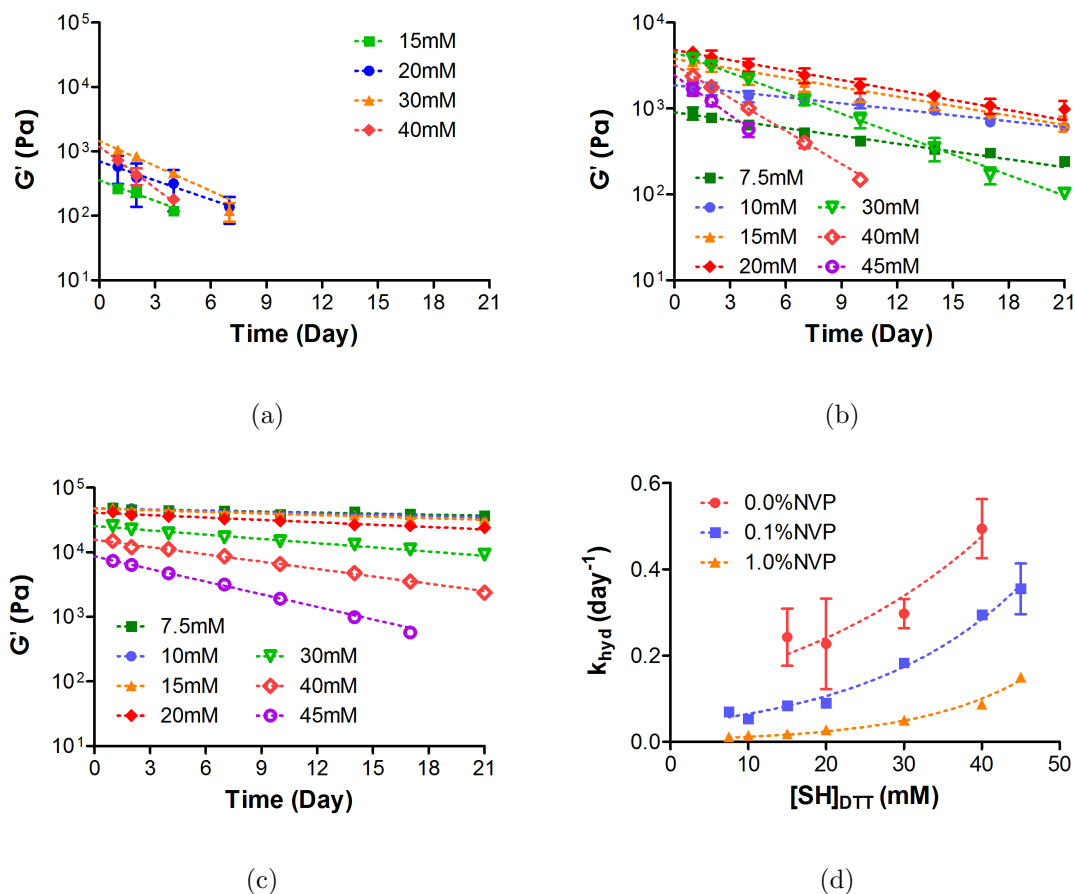 10^5
10^4
10^3
10^2
10^1
G' (Pa)
0 3 6 9 12 15 18 21
Time (Day)
15mM
20mM
30mM
40mM
(a)
10^4
10^3
10^2
10^1
G' (Pa)
0 3 6 9 12 15 18 21
Time (Day)
7.5mM
10mM
15mM
20mM
30mM
40mM
45mM
(b)
10^5
10^4
10^3
10^2
10^1
G' (Pa)
0 3 6 9 12 15 18 21
Time (Day)
7.5mM
10mM
15mM
20mM
30mM
40mM
45mM
(c)
0.6
0.4
0.2
0.0
k_hyd (day^-1)
0 10 20 30 40 50
[SH]_DTT (mM)
0.0%NVP
0.1%NVP
1.0%NVP
(d)